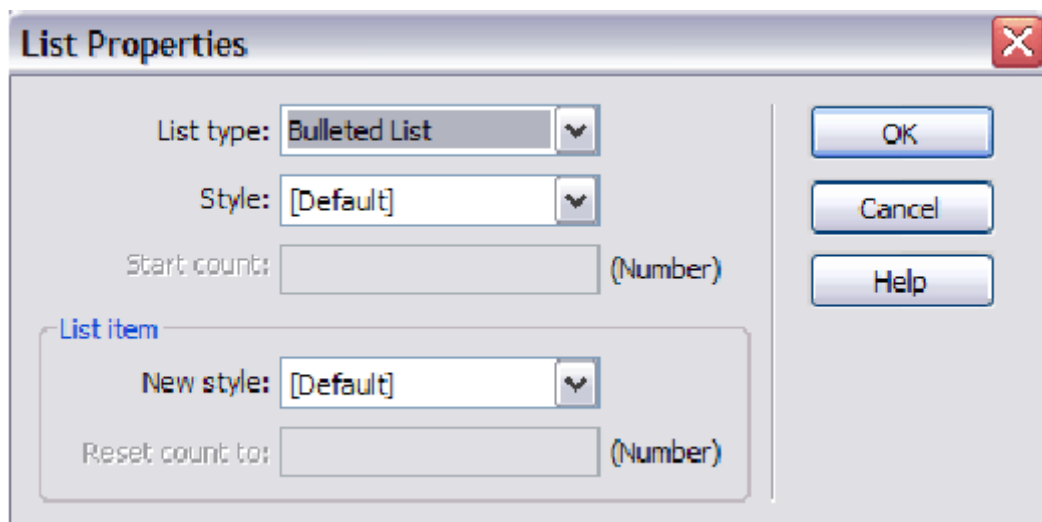 List Properties
List type: Bulleted List
OK
Style: [Default]
Cancel
Start count: (Number)
Help
List item
New style: [Default]
Reset count to: (Number)